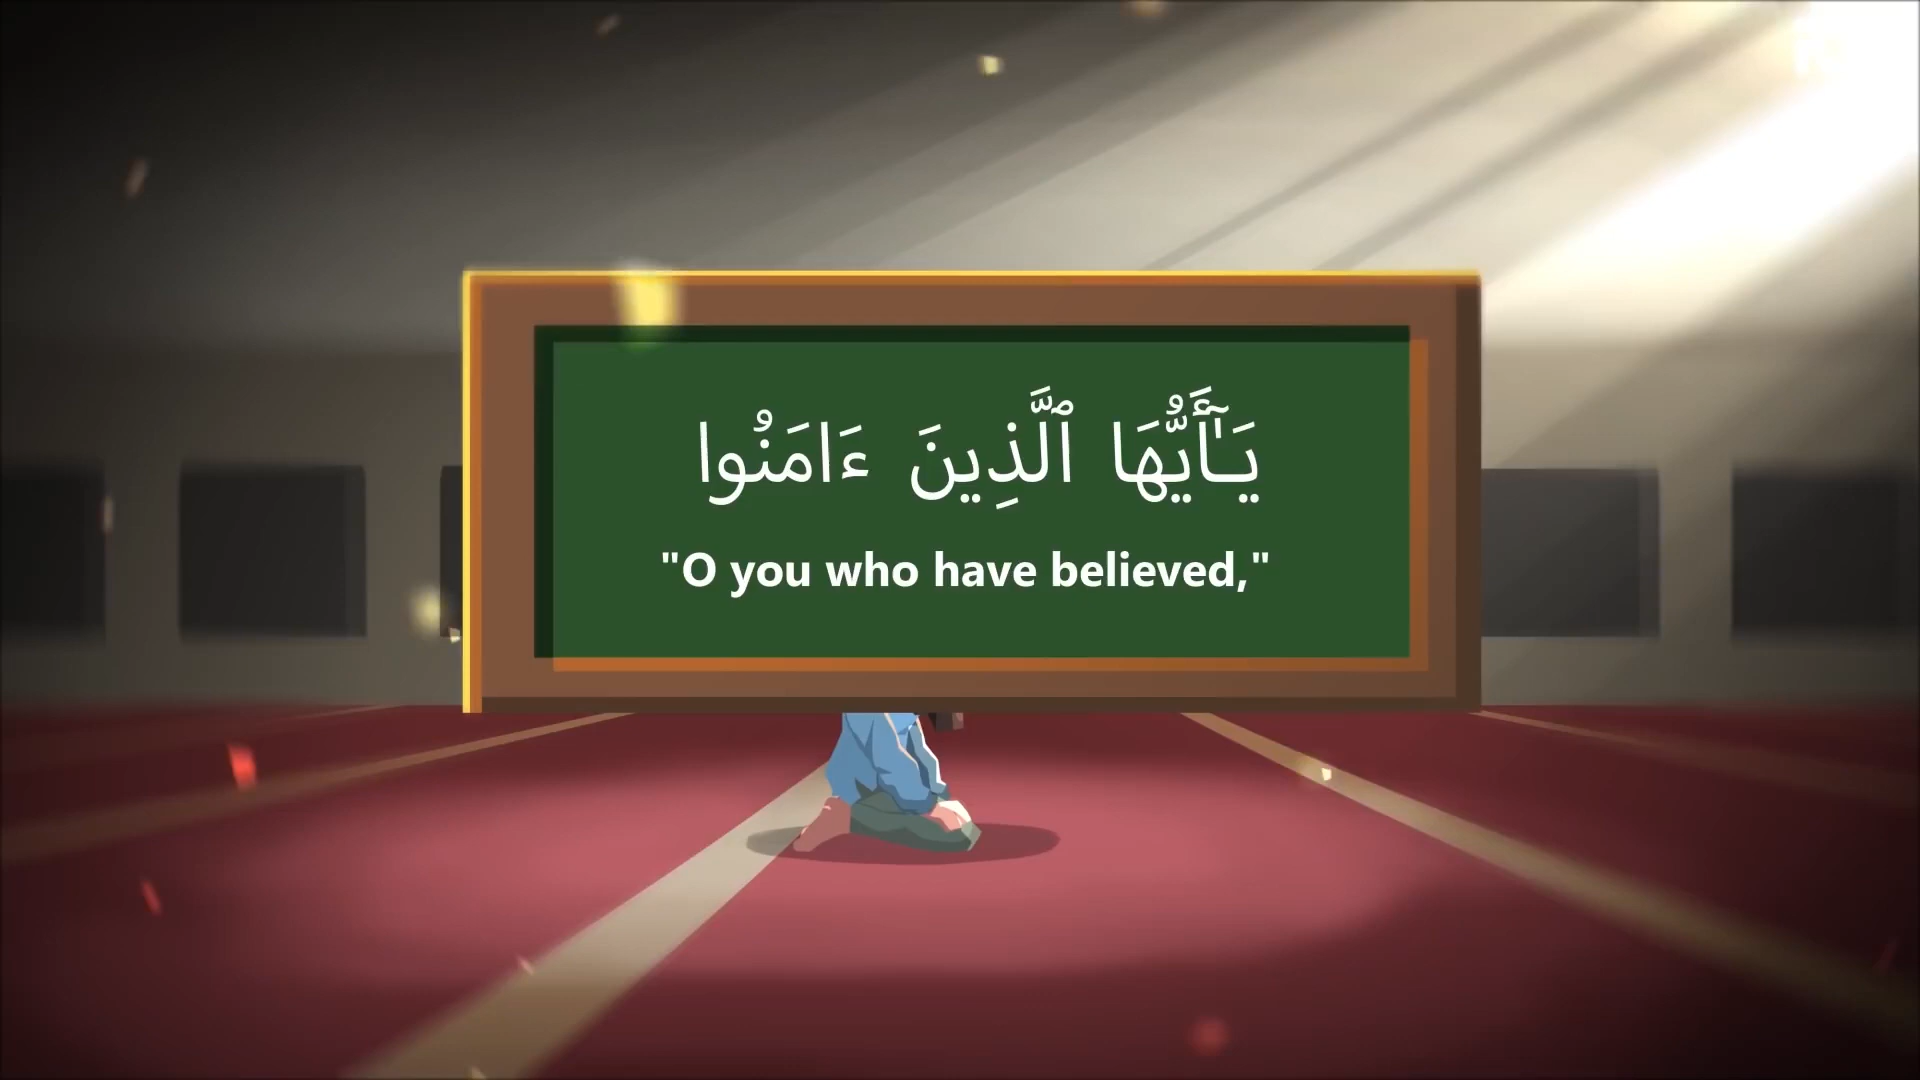 يَـٰٓأَيُّهَا ٱلَّذِينَ ءَامَنُوا
"O you who have believed,"